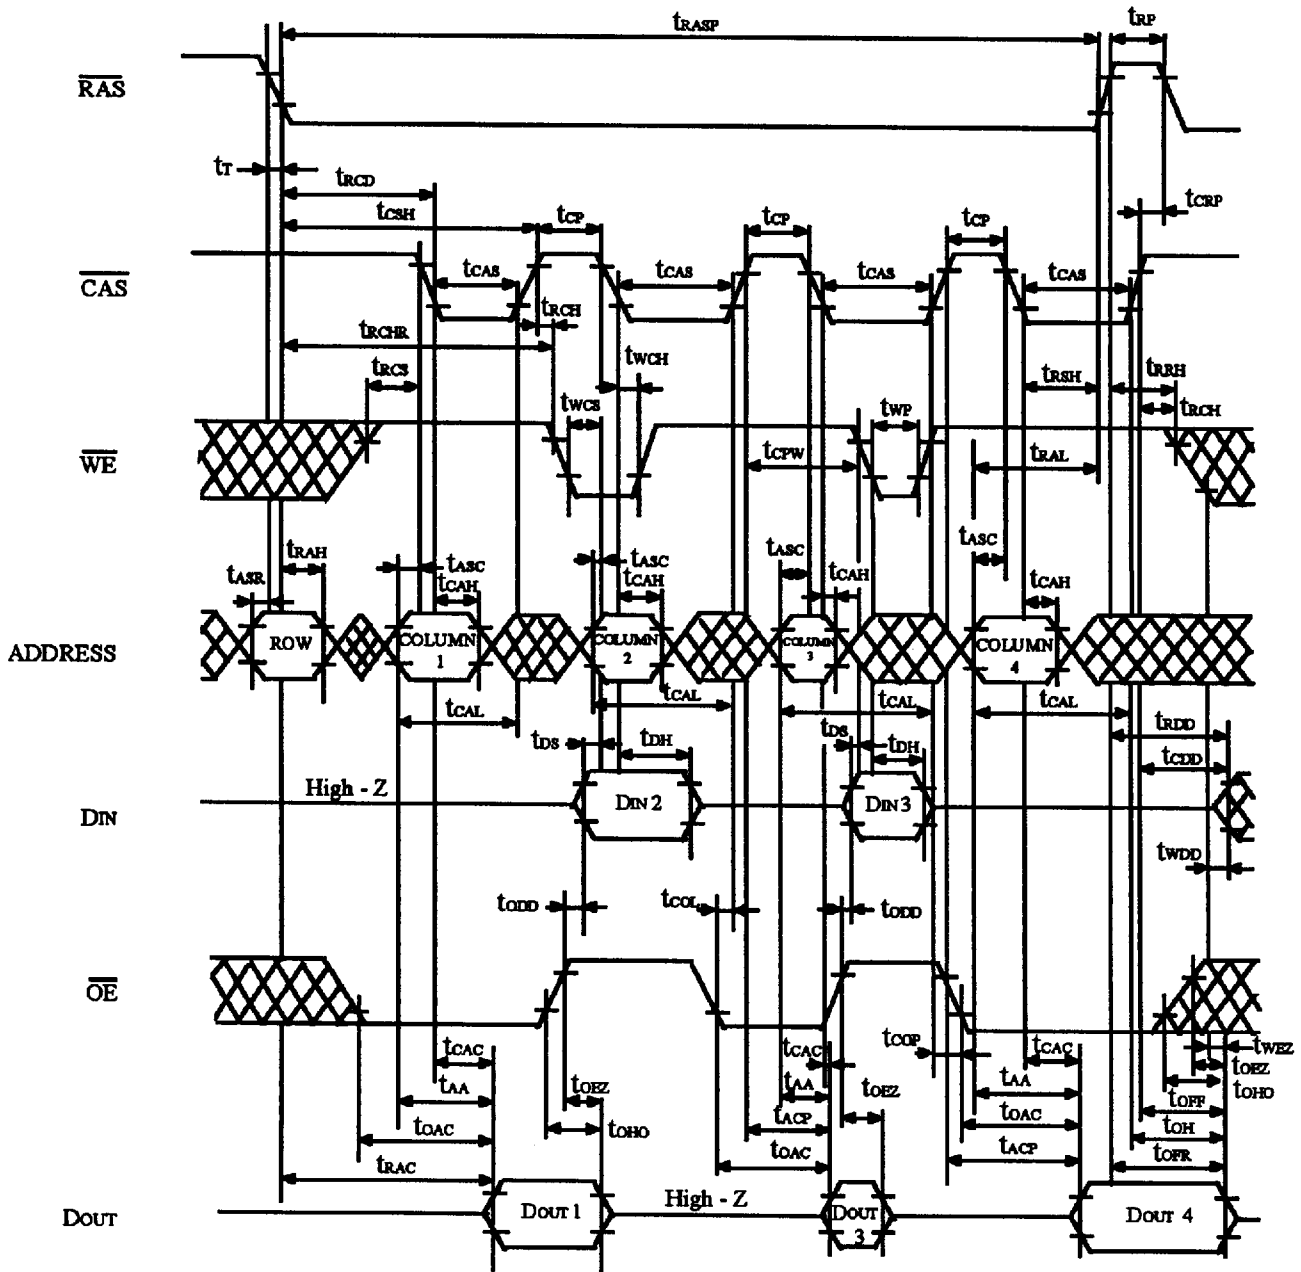 tRASP
tRP
RAS
tT
tRCD
tCSH
tCP
tCP
tCP
tCRP
CAS
tCAS
tCAS
tCAS
tCAS
tRCH
tRCHR
tWCH
tRCS
tRSH
tRRH
tWCS
tWP
tRCH
WE
tCPW
tRAL
tRAH
tASC
tASC
tASC
tASC
tASR
tCAH
tCAH
tCAH
tCAH
ADDRESS
ROW
COLUMN 1
COLUMN 2
COLUMN 3
COLUMN 4
tCAL
tCAL
tCAL
tCAL
tDS
tDH
tDS
tDH
tRDD
tCDD
High - Z
DIN
DIN 2
DIN 3
tWDD
tODD
tCOL
tODD
OE
tCAC
tCAC
tCOP
tCAC
tWEZ
tAA
tOEZ
tAA
tOEZ
tAA
tOEZ
tOAC
tOHO
tACP
tOAC
tOFF
tOHO
tOAC
tACP
tOH
tRAC
tOFR
High - Z
DOUT
DOUT 1
DOUT 3
DOUT 4